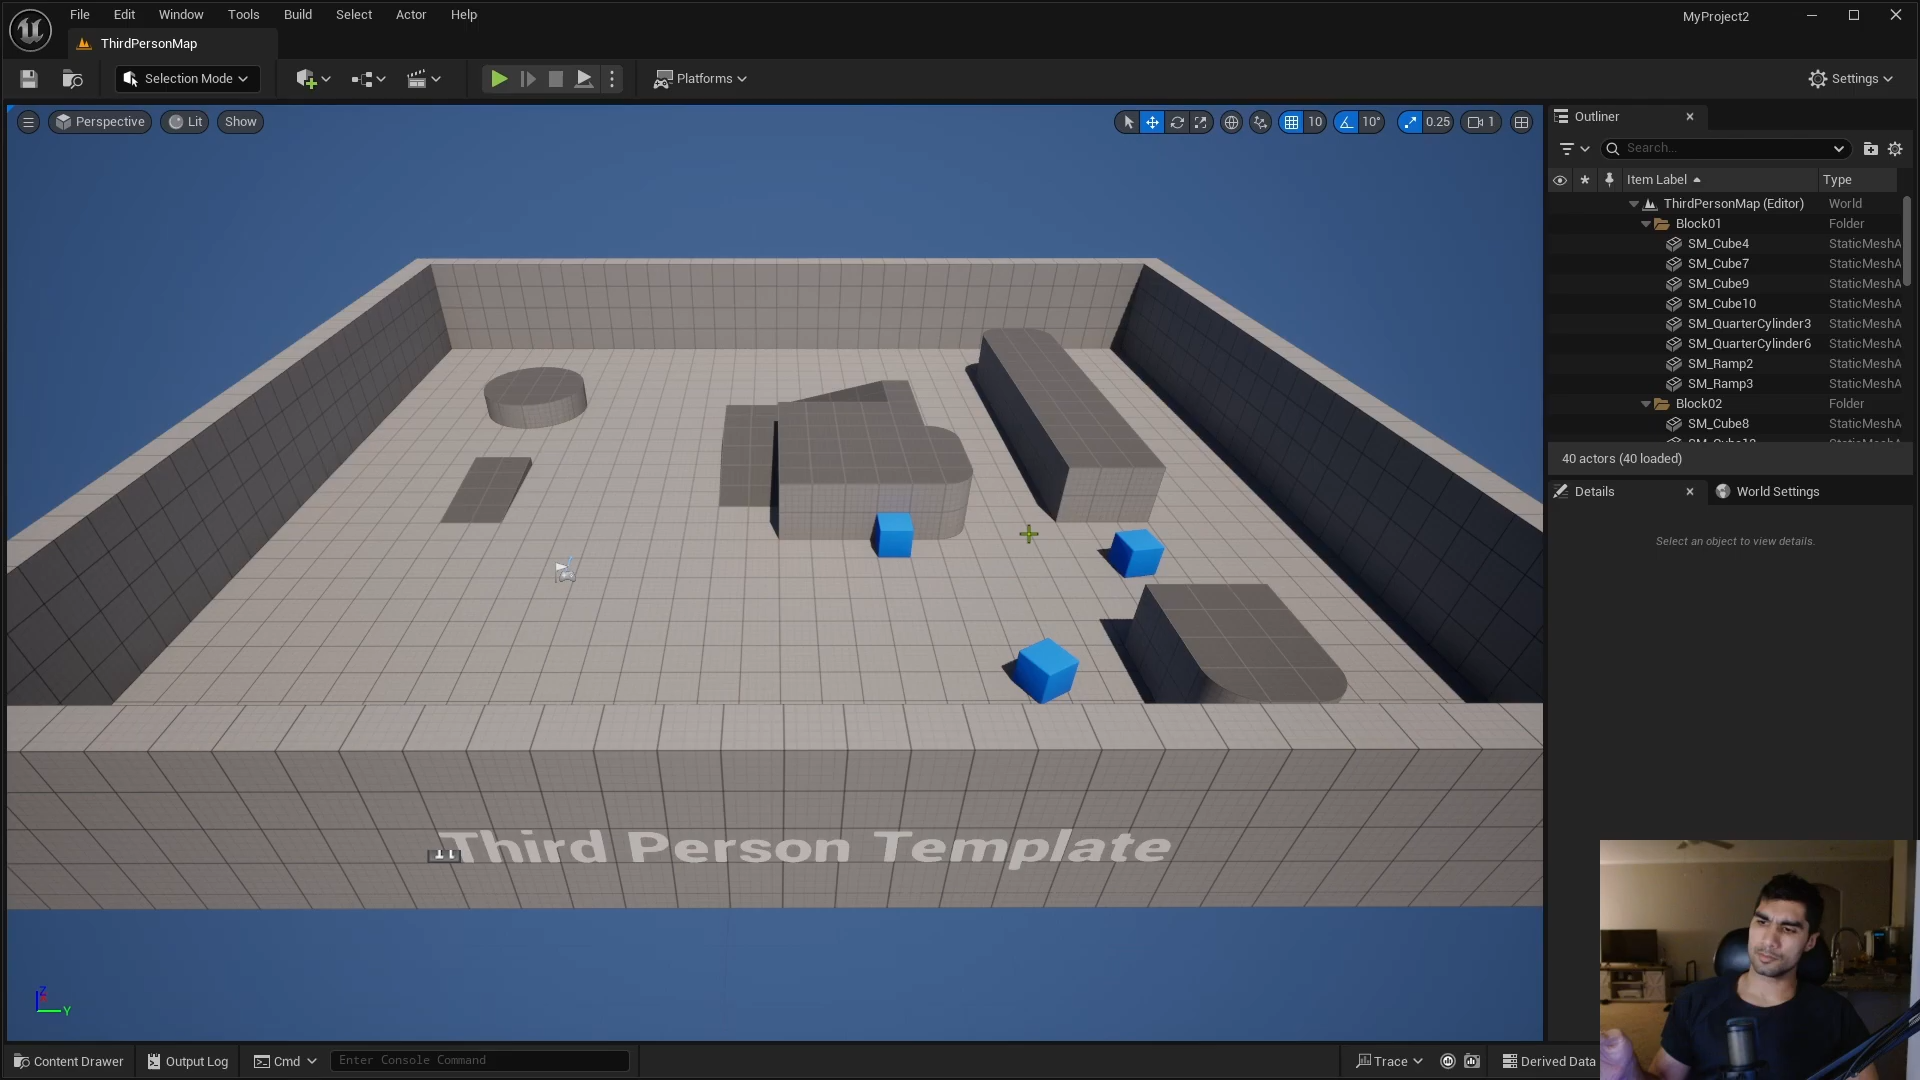 File Edit Window Tools Build Select Actor Help
MyProject2
ThirdPersonMap
Selection Mode
Platforms
Settings
Perspective Lit Show
10 10° 0.25 1
Outliner
Search...
Item Label Type
ThirdPersonMap (Editor) World
Block01 Folder
SM_Cube4 StaticMeshA
SM_Cube7 StaticMeshA
SM_Cube9 StaticMeshA
SM_Cube10 StaticMeshA
SM_QuarterCylinder3 StaticMeshA
SM_QuarterCylinder6 StaticMeshA
SM_Ramp2 StaticMeshA
SM_Ramp3 StaticMeshA
Block02 Folder
SM_Cube8 StaticMeshA
40 actors (40 loaded)
Details World Settings
Select an object to view details.
Third Person Template
Z
Y
Content Drawer Output Log Cmd Enter Console Command Trace Derived Data